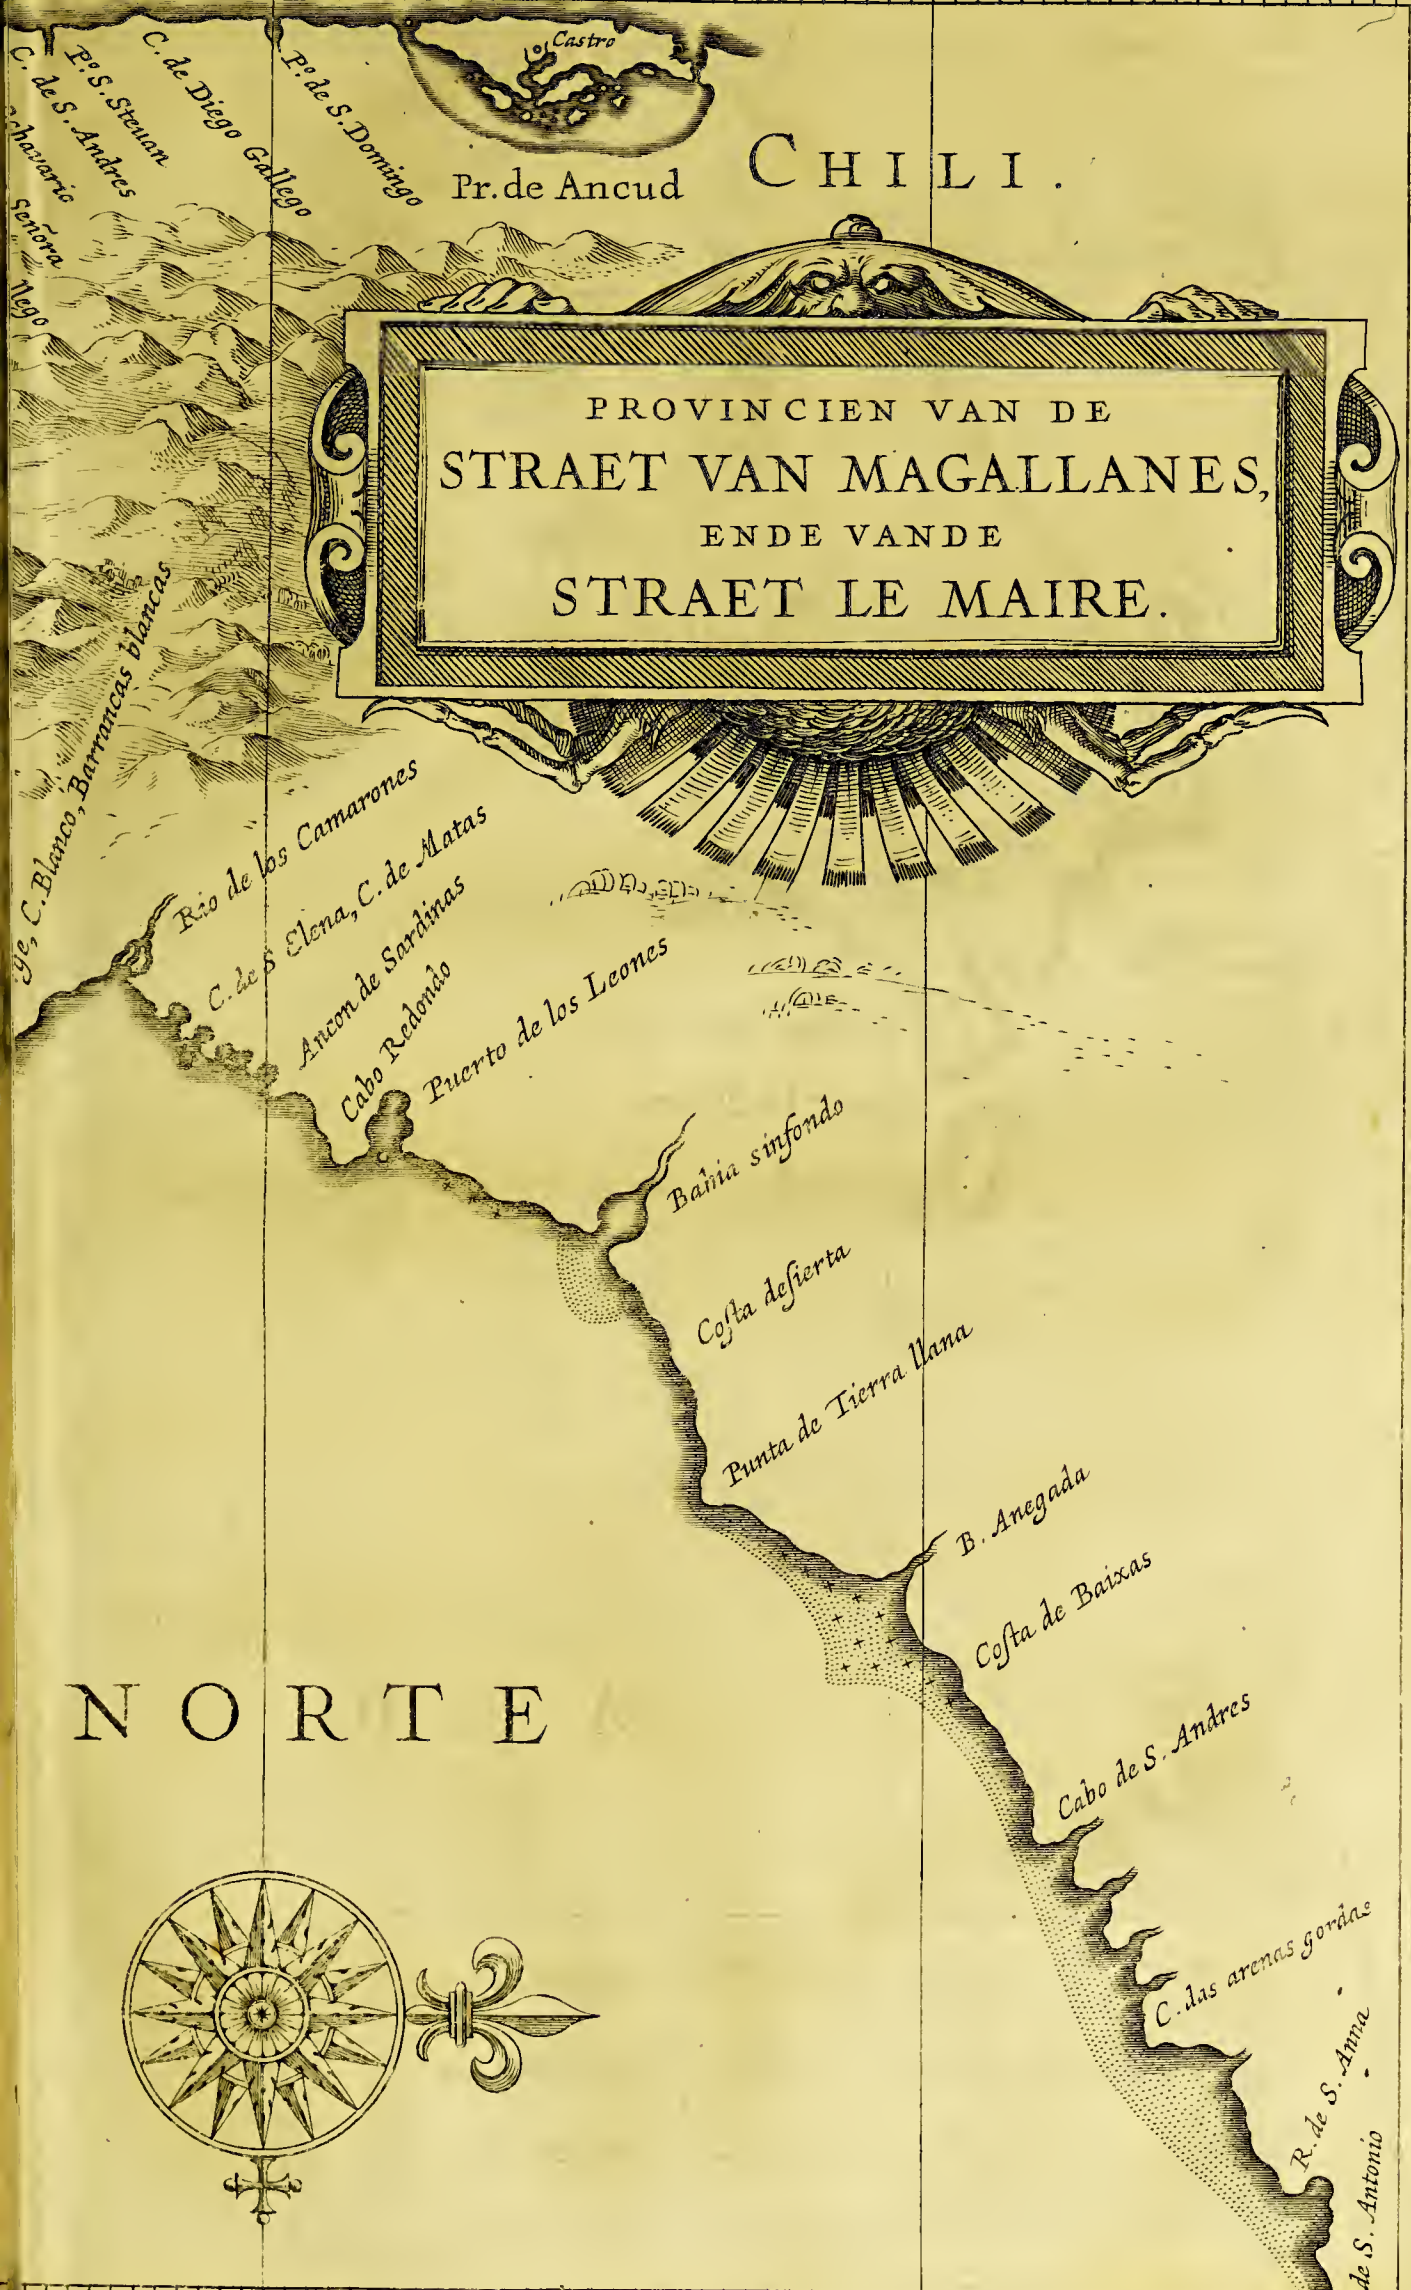 Castro
C. de S. Andres
Pº. S. Steuan
C. de Diego Gallego
Pº. de S. Domingo
Pr. de Ancud
CHILI.
Señora
PROVINCIEN VAN DE
STRAET VAN MAGALLANES,
ENDE VANDE
STRAET LE MAIRE.
C. Blanco, Barrancas blancas
Rio de los Camarones
C. de S Elena, C. de Matas
Ancon de Sardinas
Cabo Redondo
Puerto de los Leones
Bahia sinfondo
Coſta deſierta
Punta de Tierra llana
B. Anegada
Coſta de Baixas
NORTE
Cabo de S. Andres
C. das arenas gordas
R. de S. Anna
de S. Antonio